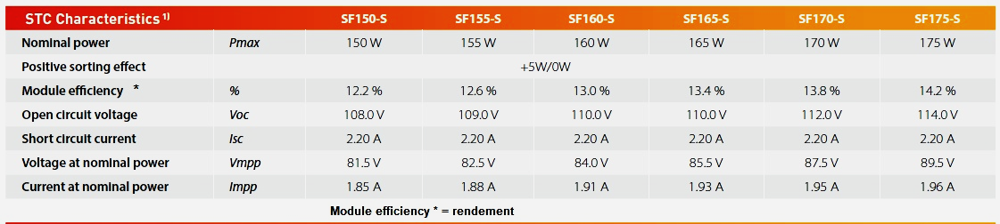 STC Characteristics 1) SF150-S SF155-S SF160-S SF165-S SF170-S SF175-S
Nominal power Pmax 150 W 155 W 160 W 165 W 170 W 175 W
Positive sorting effect +5W/0W
Module efficiency * % 12.2 % 12.6 % 13.0 % 13.4 % 13.8 % 14.2 %
Open circuit voltage Voc 108.0 V 109.0 V 110.0 V 110.0 V 112.0 V 114.0 V
Short circuit current Isc 2.20 A 2.20 A 2.20 A 2.20 A 2.20 A 2.20 A
Voltage at nominal power Vmpp 81.5 V 82.5 V 84.0 V 85.5 V 87.5 V 89.5 V
Current at nominal power Impp 1.85 A 1.88 A 1.91 A 1.93 A 1.95 A 1.96 A
Module efficiency * = rendement